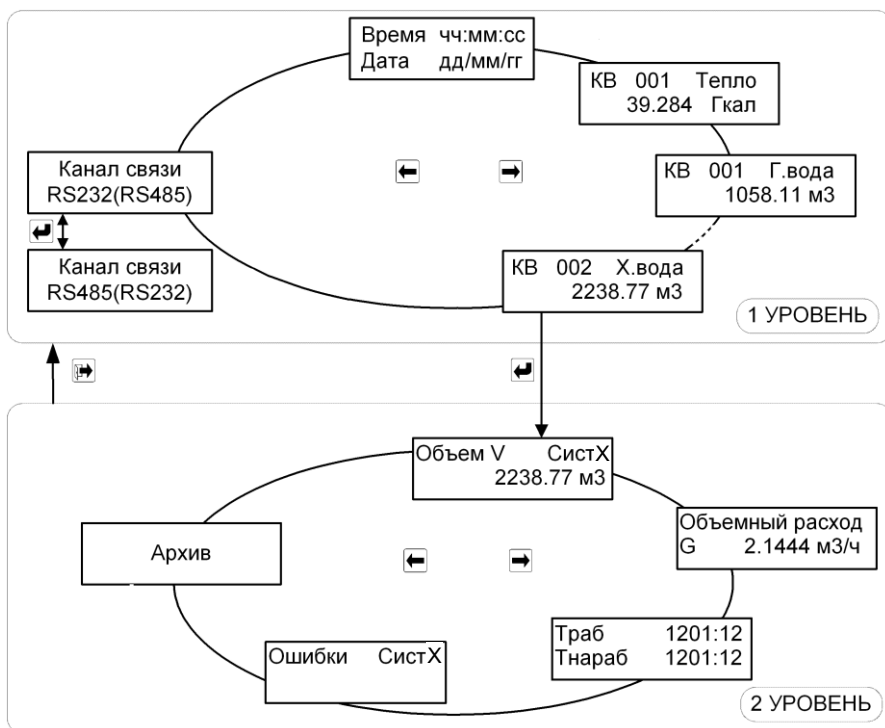 Время чч:мм:сс
Дата дд/мм/гг
КВ 001 Тепло
39.284 Гкал
Канал связи
RS232(RS485)
КВ 001 Г.вода
1058.11 м3
Канал связи
RS485(RS232)
КВ 002 Х.вода
2238.77 м3
1 УРОВЕНЬ
Объем V СистХ
2238.77 м3
Объемный расход
G 2.1444 м3/ч
Архив
Траб 1201:12
Тнараб 1201:12
Ошибки СистХ
2 УРОВЕНЬ